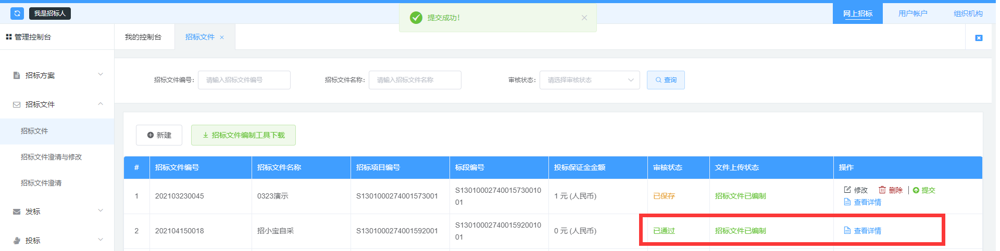 我是招标人
提交成功！
网上招标
用户帐户
组织机构
管理控制台
我的控制台
招标文件
招标方案
招标文件
招标文件
招标文件澄清与修改
招标文件澄清
发标
投标
招标文件编号：
请输入招标文件编号
招标文件名称：
请输入招标文件名称
审核状态：
请选择审核状态
查询
新建
招标文件编制工具下载
# 招标文件编号 招标文件名称 招标项目编号 标段编号 投标保证金金额 审核状态 文件上传状态 操作
1 202103230045 0323演示 S1301000274001573001 S13010002740015730010 1 元 (人民币) 已保存 招标文件已编制 修改 删除 提交
01 查看详情
2 202104150018 招小宝自采 S1301000274001592001 S13010002740015920010 0 元 (人民币) 已通过 招标文件已编制 查看详情
01